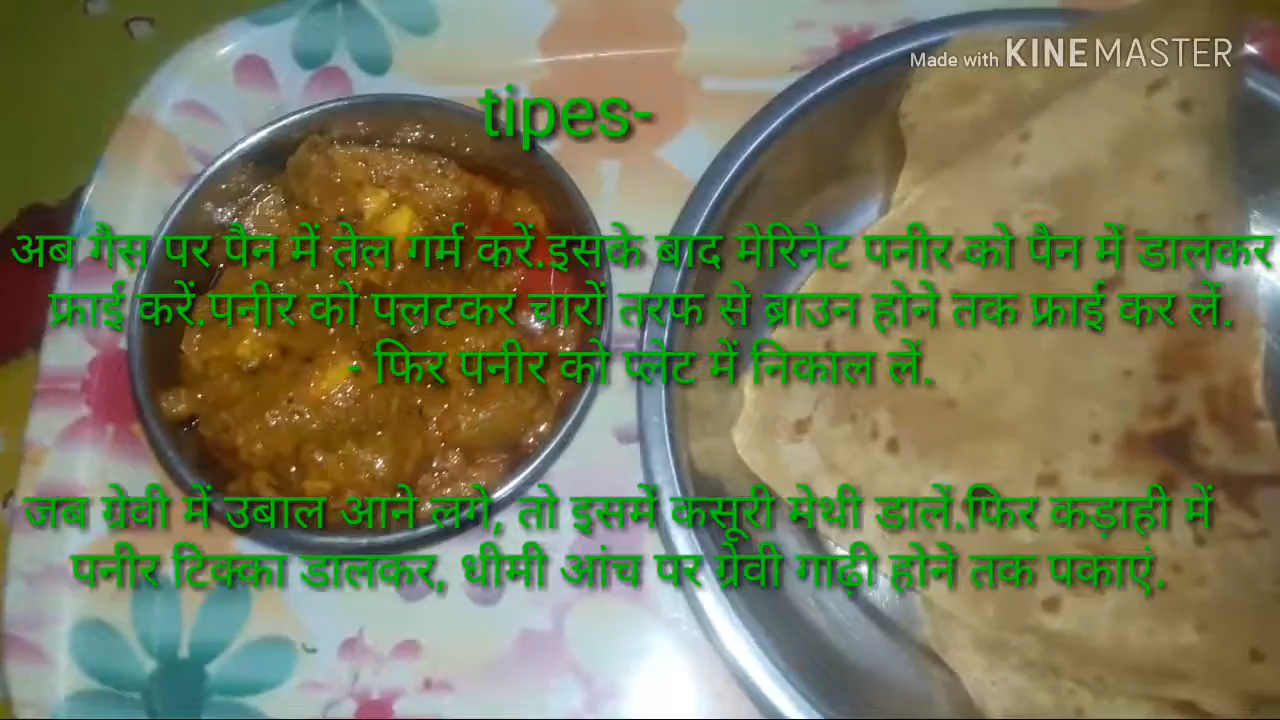 Made with KINEMASTER
tipes-
अब गैस पर पैन में तेल गर्म करें.इसके बाद मेरिनेट पनीर को पैन में डालकर
फ्राई करें.पनीर को पलटकर चारों तरफ से ब्राउन होने तक फ्राई कर लें.
- फिर पनीर को प्लेट में निकाल लें.
जब ग्रेवी में उबाल आने लगे, तो इसमें कसूरी मेथी डालें.फिर कड़ाही में
पनीर टिक्का डालकर, धीमी आंच पर ग्रेवी गाढ़ी होने तक पकाएं.